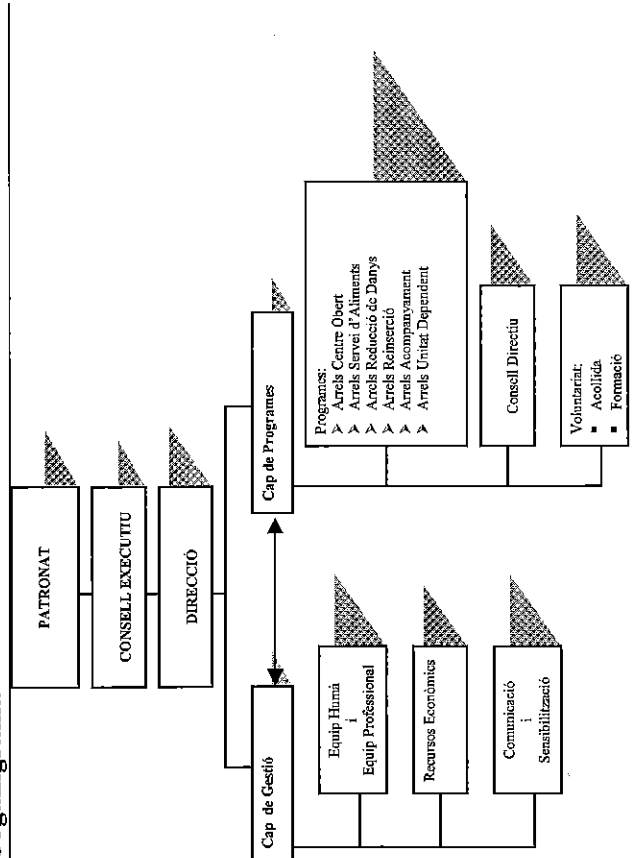 PATRONAT
CONSELL EXECUTIU
DIRECCIÓ
Cap de Gestió
Cap de Programes
Equip Humà
i
Equip Professional
Recursos Econòmics
Comunicació
i
Sensibilització
Programes:
➢ Arrels Centre Obert
➢ Arrels Servei d'Aliments
➢ Arrels Reducció de Danys
➢ Arrels Reinserció
➢ Arrels Acompanyament
➢ Arrels Unitat Dependent
Consell Directiu
Voluntariat:
▪ Acollida
▪ Formació